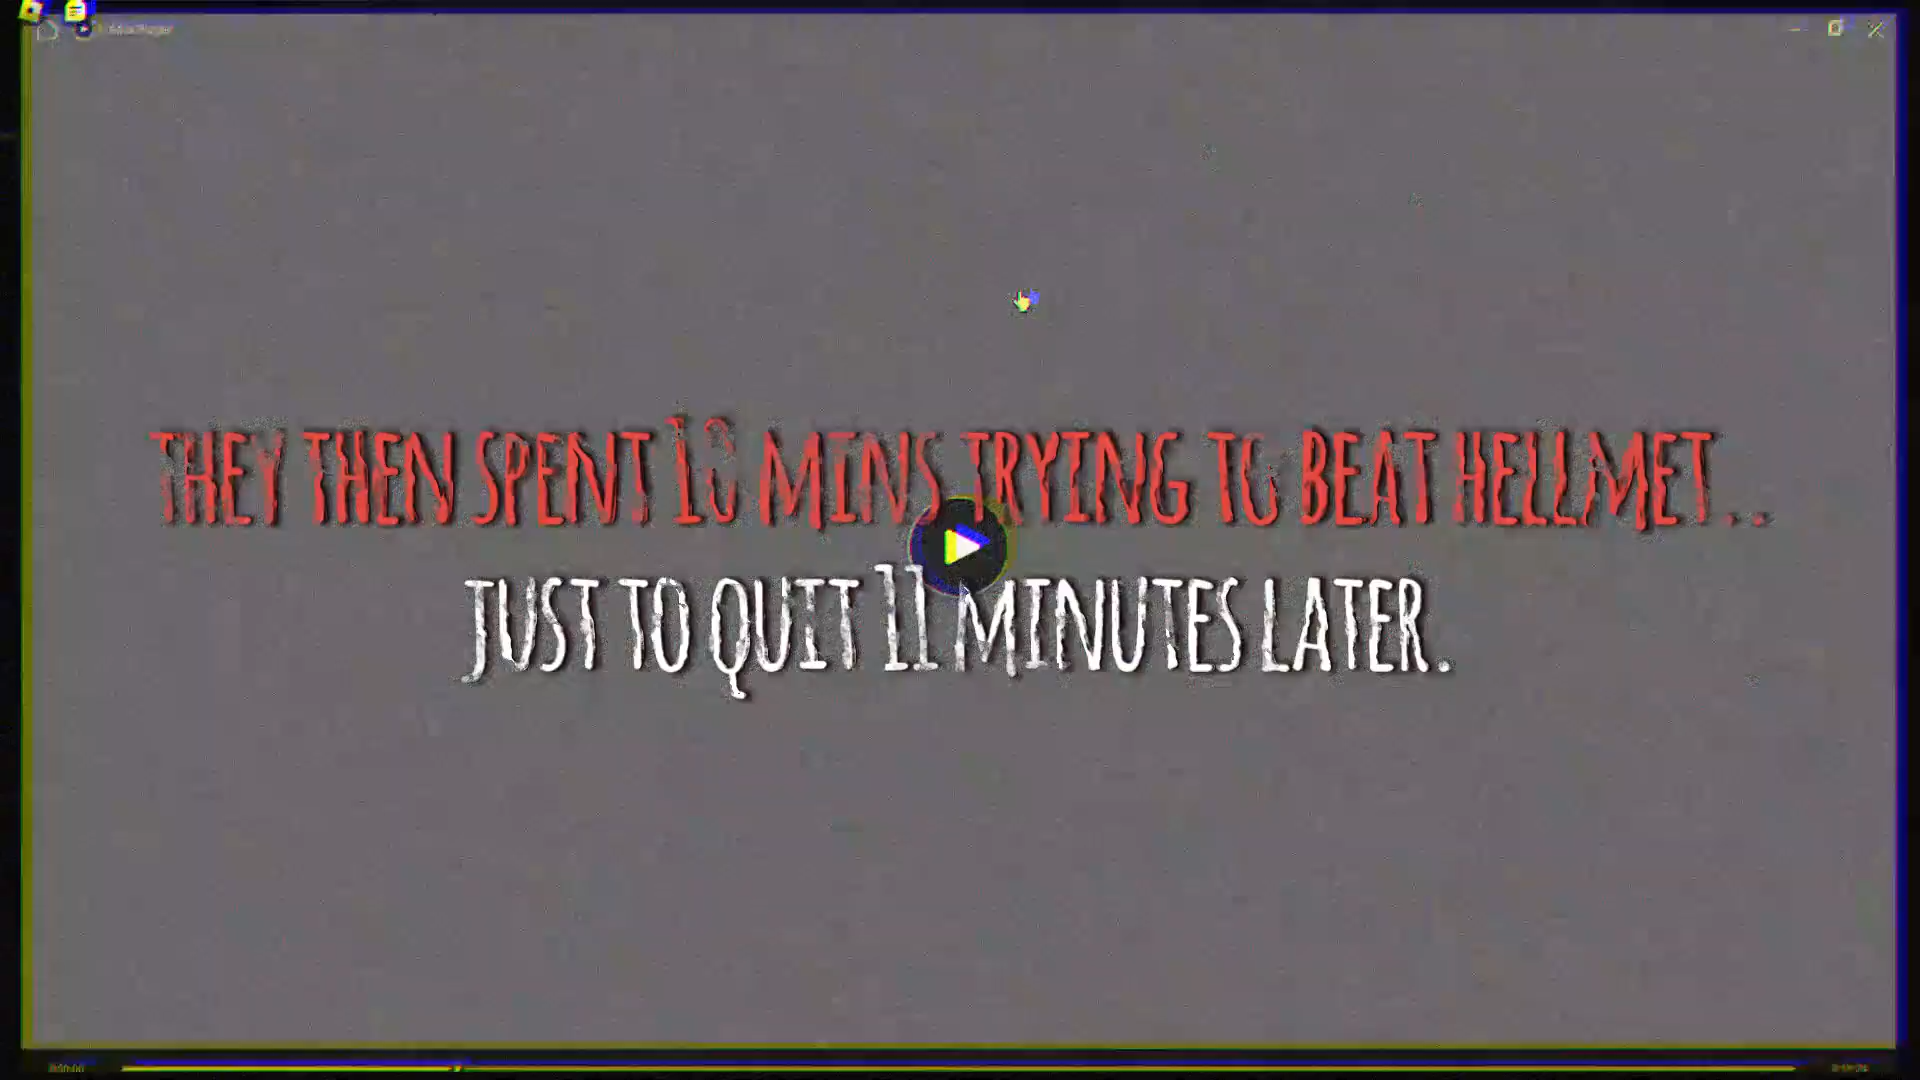 THEY THEN SPENT 10 MINS TRYING TO BEAT HELLMET..
JUST TO QUIT 11 MINUTES LATER.